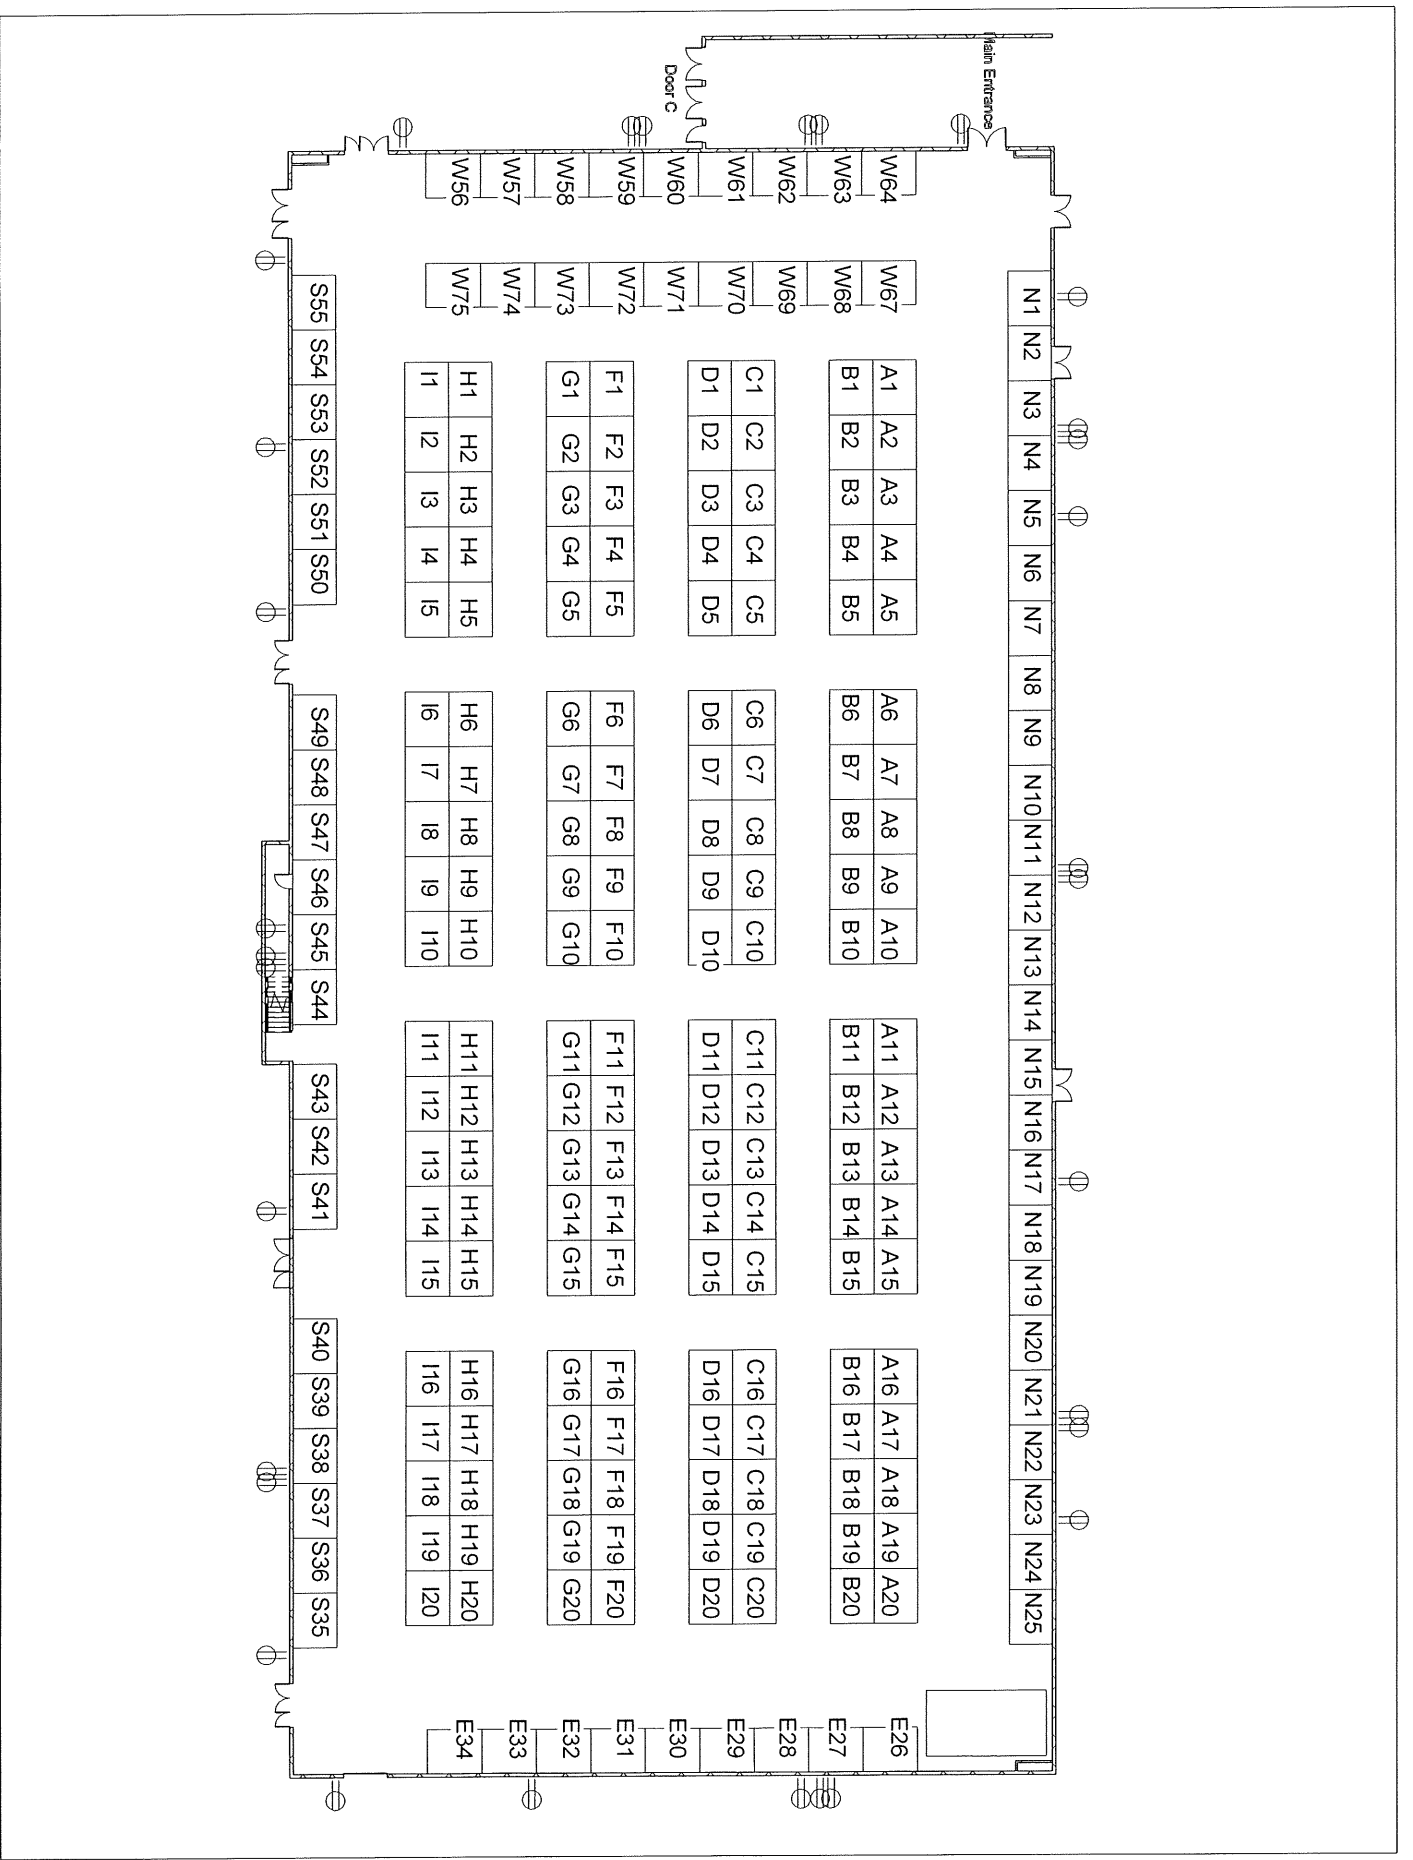 N1 N2 N3 N4 N5 N6 N7 N8 N9 N10 N11 N12 N13 N14 N15 N16 N17 N18 N19 N20 N21 N22 N23 N24 N25
Main Entrance
W64 W67 A1 A2 A3 A4 A5 A6 A7 A8 A9 A10 A11 A12 A13 A14 A15 A16 A17 A18 A19 A20 E26
W63 W68 B1 B2 B3 B4 B5 B6 B7 B8 B9 B10 B11 B12 B13 B14 B15 B16 B17 B18 B19 B20 E27
W62 W69 C1 C2 C3 C4 C5 C6 C7 C8 C9 C10 C11 C12 C13 C14 C15 C16 C17 C18 C19 C20 E28
W61 W70 D1 D2 D3 D4 D5 D6 D7 D8 D9 D10 D11 D12 D13 D14 D15 D16 D17 D18 D19 D20 E29
Door C W60 W71 E30
W59 W72 F1 F2 F3 F4 F5 F6 F7 F8 F9 F10 F11 F12 F13 F14 F15 F16 F17 F18 F19 F20 E31
W58 W73 G1 G2 G3 G4 G5 G6 G7 G8 G9 G10 G11 G12 G13 G14 G15 G16 G17 G18 G19 G20 E32
W57 W74 E33
W56 W75 H1 H2 H3 H4 H5 H6 H7 H8 H9 H10 H11 H12 H13 H14 H15 H16 H17 H18 H19 H20 E34
I1 I2 I3 I4 I5 I6 I7 I8 I9 I10 I11 I12 I13 I14 I15 I16 I17 I18 I19 I20
S55 S54 S53 S52 S51 S50 S49 S48 S47 S46 S45 S44 S43 S42 S41 S40 S39 S38 S37 S36 S35